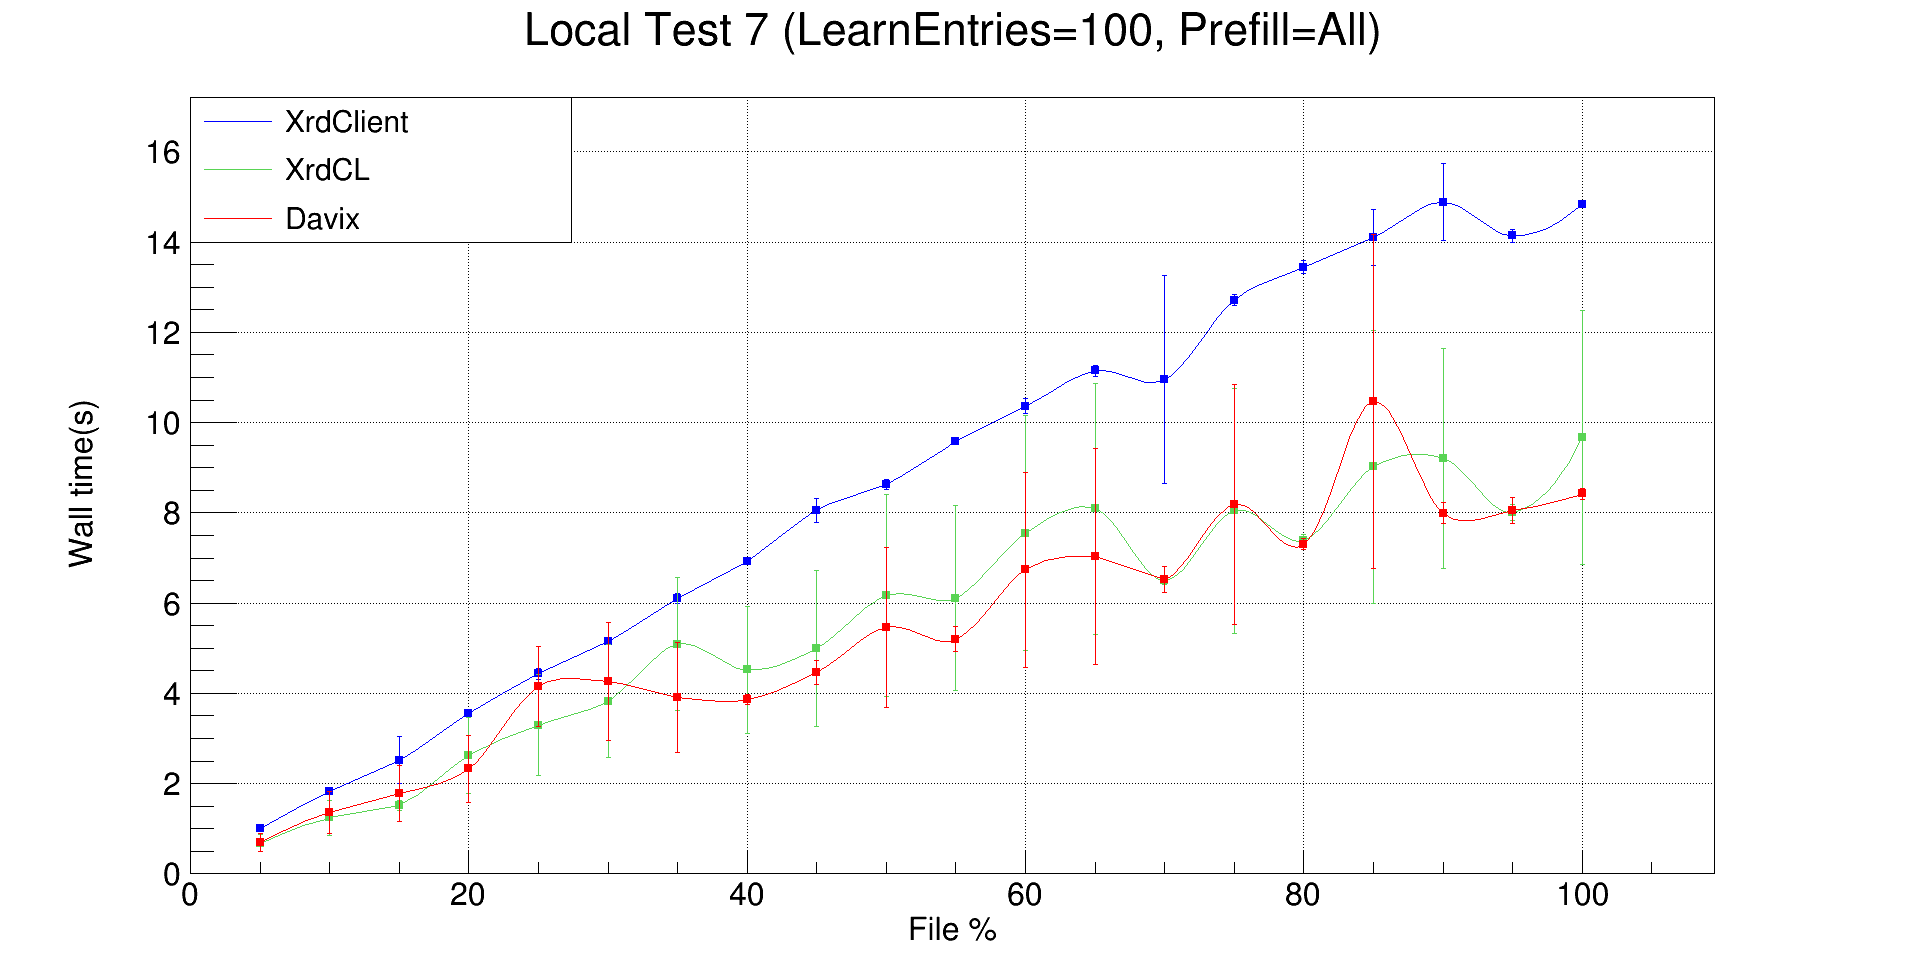 Local Test 7 (LearnEntries=100, Prefill=All)
XrdClient
XrdCL
Davix
16
14
12
10
8
6
4
2
0
Wall time(s)
0 20 40 60 80 100
File %